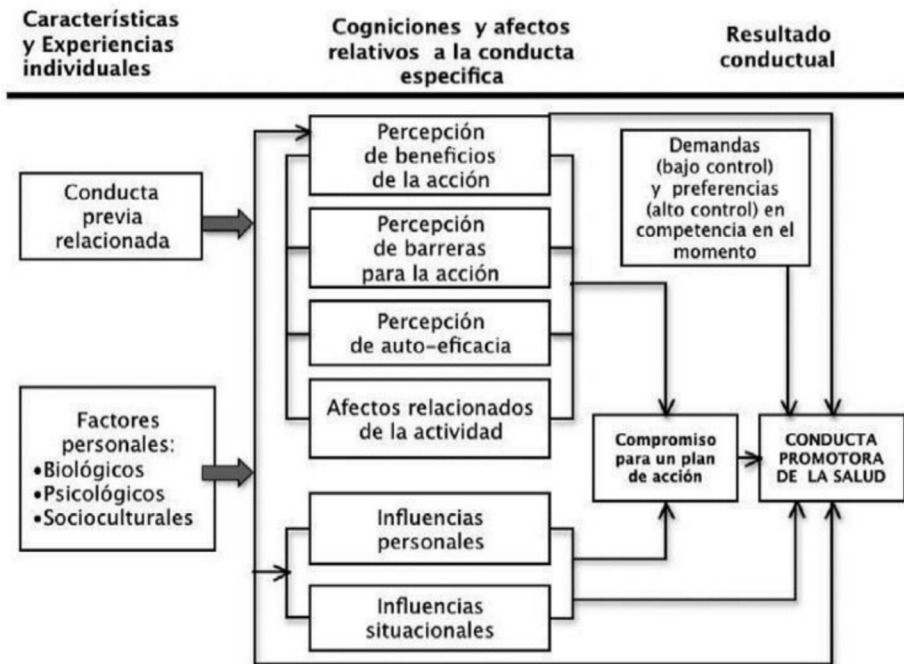 Características
y Experiencias
individuales
Cogniciones y afectos
relativos a la conducta
especifica
Resultado
conductual
Conducta
previa
relacionada
Factores
personales:
•Biológicos
•Psicológicos
•Socioculturales
Percepción
de beneficios
de la acción
Percepción
de barreras
para la acción
Percepción
de auto-eficacia
Afectos relacionados
de la actividad
Influencias
personales
Influencias
situacionales
Demandas
(bajo control)
y preferencias
(alto control) en
competencia en el
momento
Compromiso
para un plan
de acción
CONDUCTA
PROMOTORA
DE LA SALUD